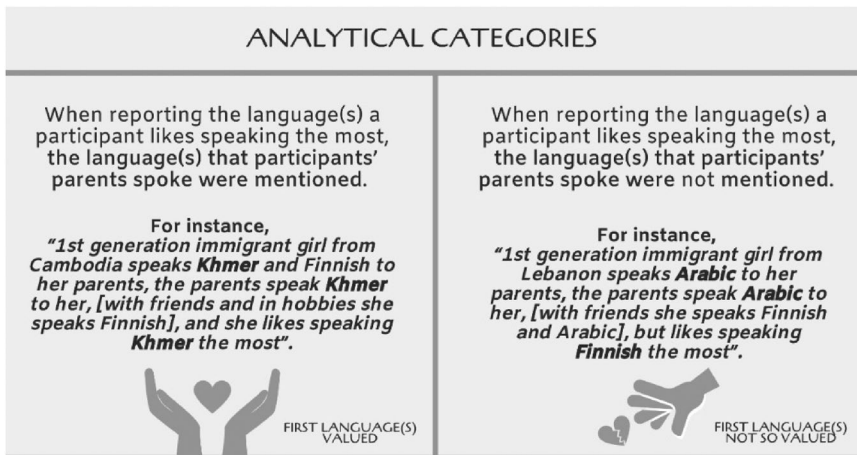 ANALYTICAL CATEGORIES
When reporting the language(s) a
participant likes speaking the most,
the language(s) that participants’
parents spoke were mentioned.
For instance,
“1st generation immigrant girl from
Cambodia speaks Khmer and Finnish to
her parents, the parents speak Khmer
to her, [with friends and in hobbies she
speaks Finnish], and she likes speaking
Khmer the most”.
FIRST LANGUAGE(S)
VALUED
When reporting the language(s) a
participant likes speaking the most,
the language(s) that participants’
parents spoke were not mentioned.
For instance,
“1st generation immigrant girl from
Lebanon speaks Arabic to her
parents, the parents speak Arabic to
her, [with friends she speaks Finnish
and Arabic], but likes speaking
Finnish the most”.
FIRST LANGUAGE(S)
NOT SO VALUED